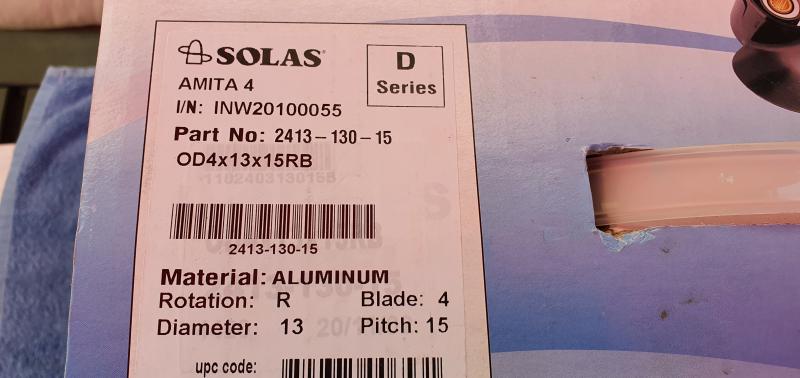 SOLAS
D
Series
AMITA 4
I/N: INW20100055
Part No: 2413-130-15
OD4x13x15RB
110240313015B
2413-130-15
Material: ALUMINUM
Rotation: R Blade: 4
Diameter: 13 Pitch: 15
upc code: